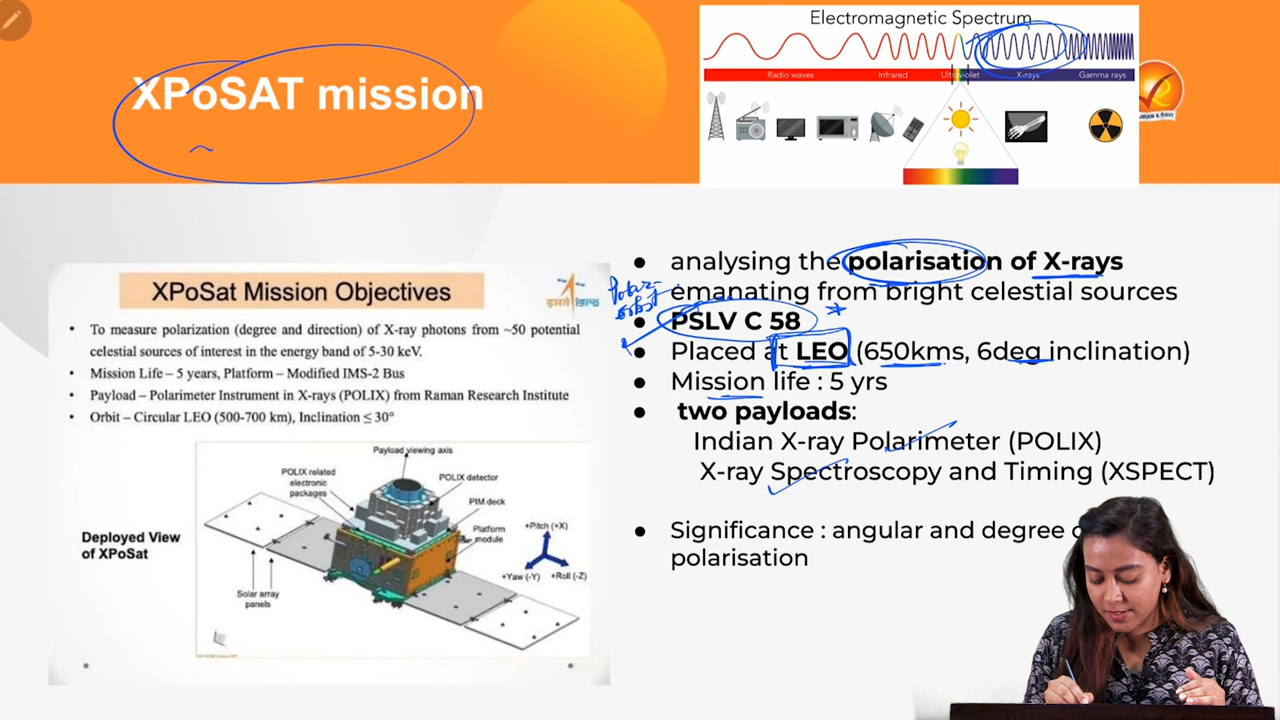 XPoSAT mission
Electromagnetic Spectrum
Radio waves Infrared Ultraviolet X-rays Gamma rays
& RAVI
XPoSat Mission Objectives
इसरो isro
• To measure polarization (degree and direction) of X-ray photons from ~50 potential
celestial sources of interest in the energy band of 5-30 keV.
• Mission Life – 5 years, Platform – Modified IMS-2 Bus
• Payload – Polarimeter Instrument in X-rays (POLIX) from Raman Research Institute
• Orbit – Circular LEO (500-700 km), Inclination ≤ 30°
Payload viewing axis
POLIX related
electronic
packages
POLIX detector
PIM deck
Platform
module
+Pitch (+X)
+Yaw (-Y) +Roll (-Z)
Solar array
panels
Deployed View
of XPoSat
● analysing the polarisation of X-rays
emanating from bright celestial sources
● PSLV C 58
● Placed at LEO (650kms, 6deg inclination)
● Mission life : 5 yrs
● two payloads:
Indian X-ray Polarimeter (POLIX)
X-ray Spectroscopy and Timing (XSPECT)
● Significance : angular and degree
polarisation